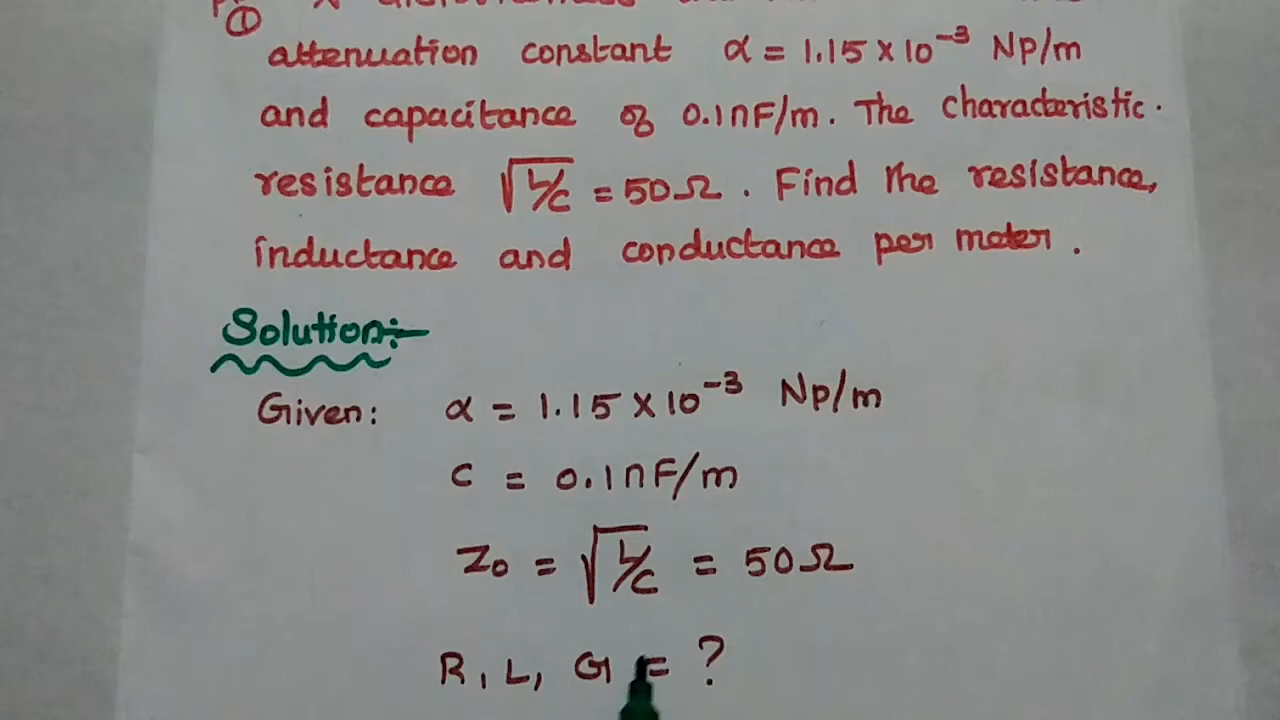 ①
attenuation constant α = 1.15 × 10⁻³ Np/m
and capacitance of 0.1nF/m. The characteristic.
resistance √L/C = 50Ω. Find the resistance,
inductance and conductance per meter.
Solution:-
Given: α = 1.15 × 10⁻³ Np/m
C = 0.1nF/m
Z₀ = √L/C = 50Ω
R, L, G = ?